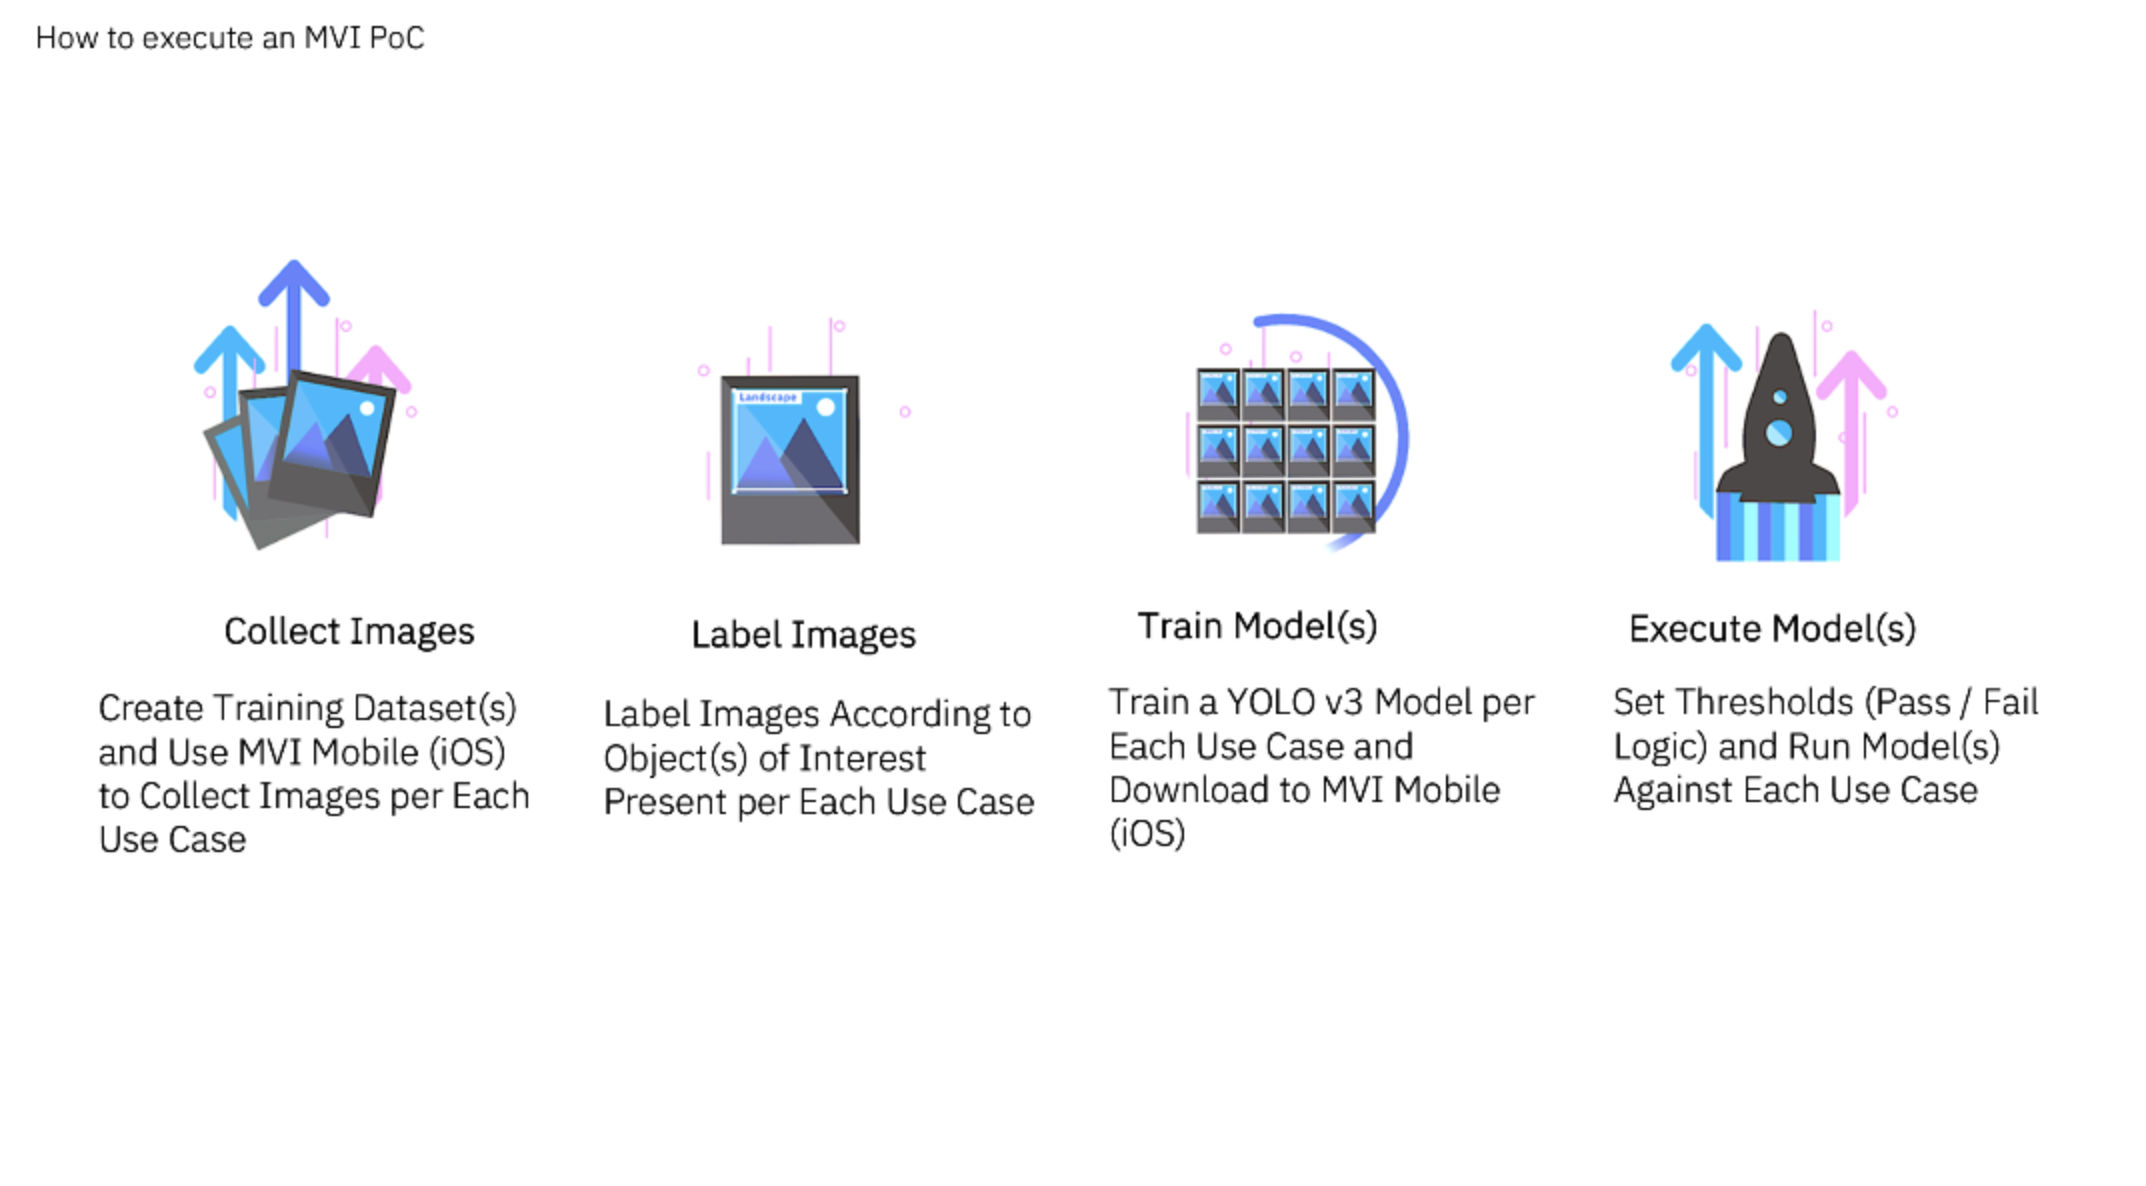 How to execute an MVI PoC
Landscape
Collect Images
Create Training Dataset(s)
and Use MVI Mobile (iOS)
to Collect Images per Each
Use Case
Label Images
Label Images According to
Object(s) of Interest
Present per Each Use Case
Train Model(s)
Train a YOLO v3 Model per
Each Use Case and
Download to MVI Mobile
(iOS)
Execute Model(s)
Set Thresholds (Pass / Fail
Logic) and Run Model(s)
Against Each Use Case